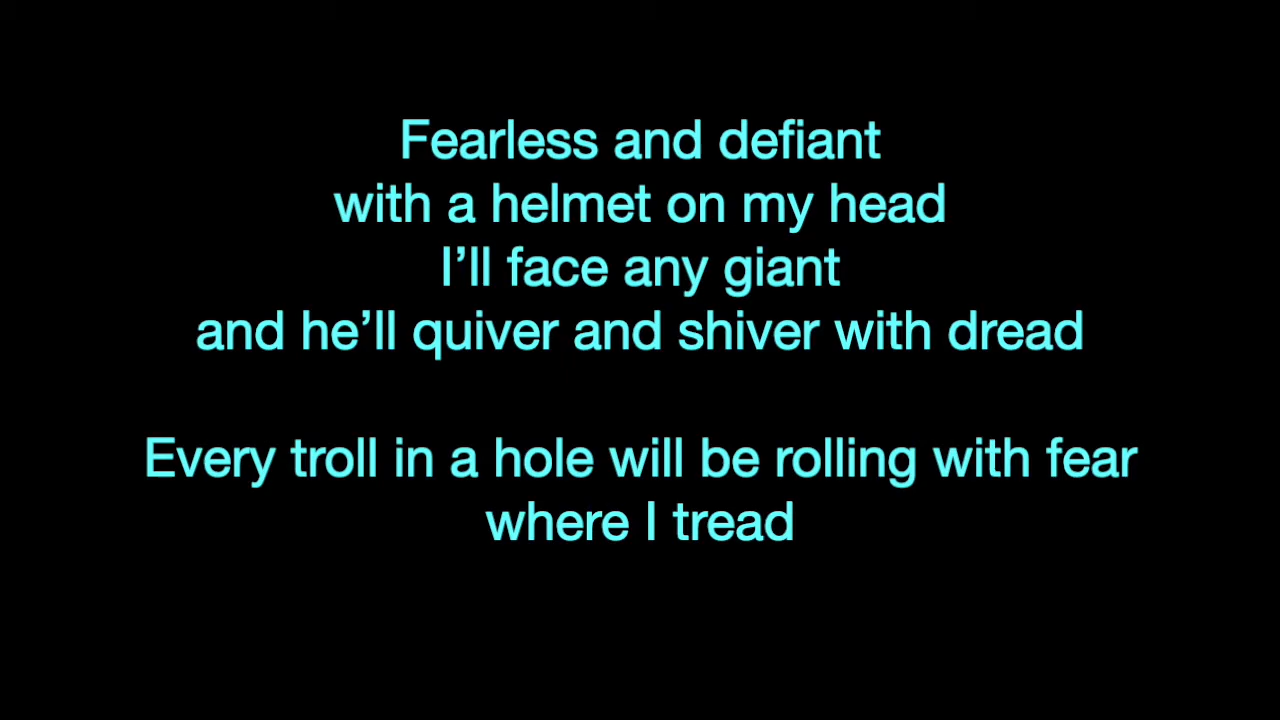 Fearless and defiant
with a helmet on my head
I’ll face any giant
and he’ll quiver and shiver with dread
Every troll in a hole will be rolling with fear
where I tread